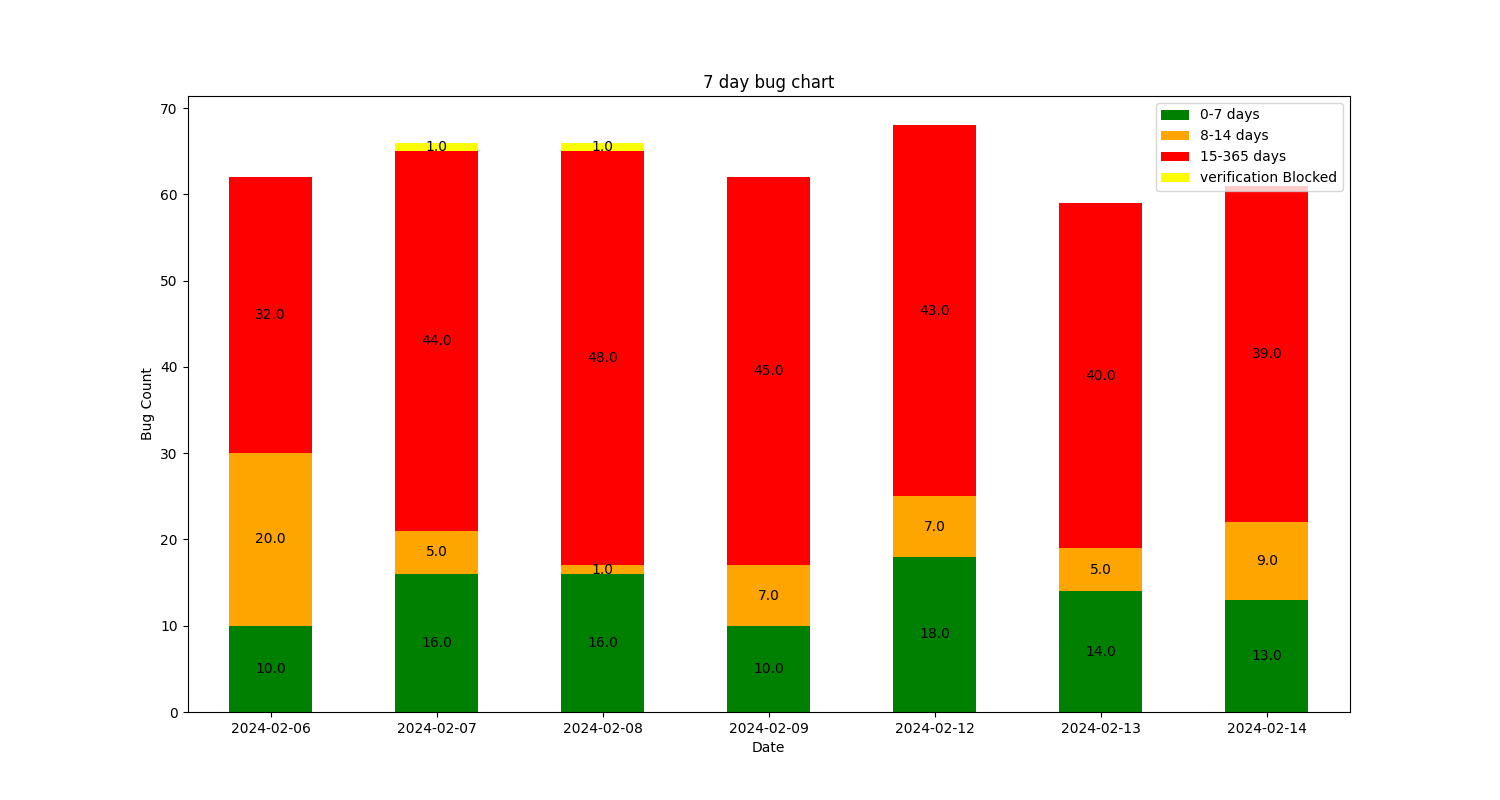 7 day bug chart
0-7 days
8-14 days
15-365 days
verification Blocked
Bug Count
70
60
50
40
30
20
10
0
1.0 1.0
32.0 44.0 48.0 45.0 43.0 40.0 39.0
20.0 5.0 1.0 7.0 7.0 5.0 9.0
10.0 16.0 16.0 10.0 18.0 14.0 13.0
2024-02-06 2024-02-07 2024-02-08 2024-02-09 2024-02-12 2024-02-13 2024-02-14
Date